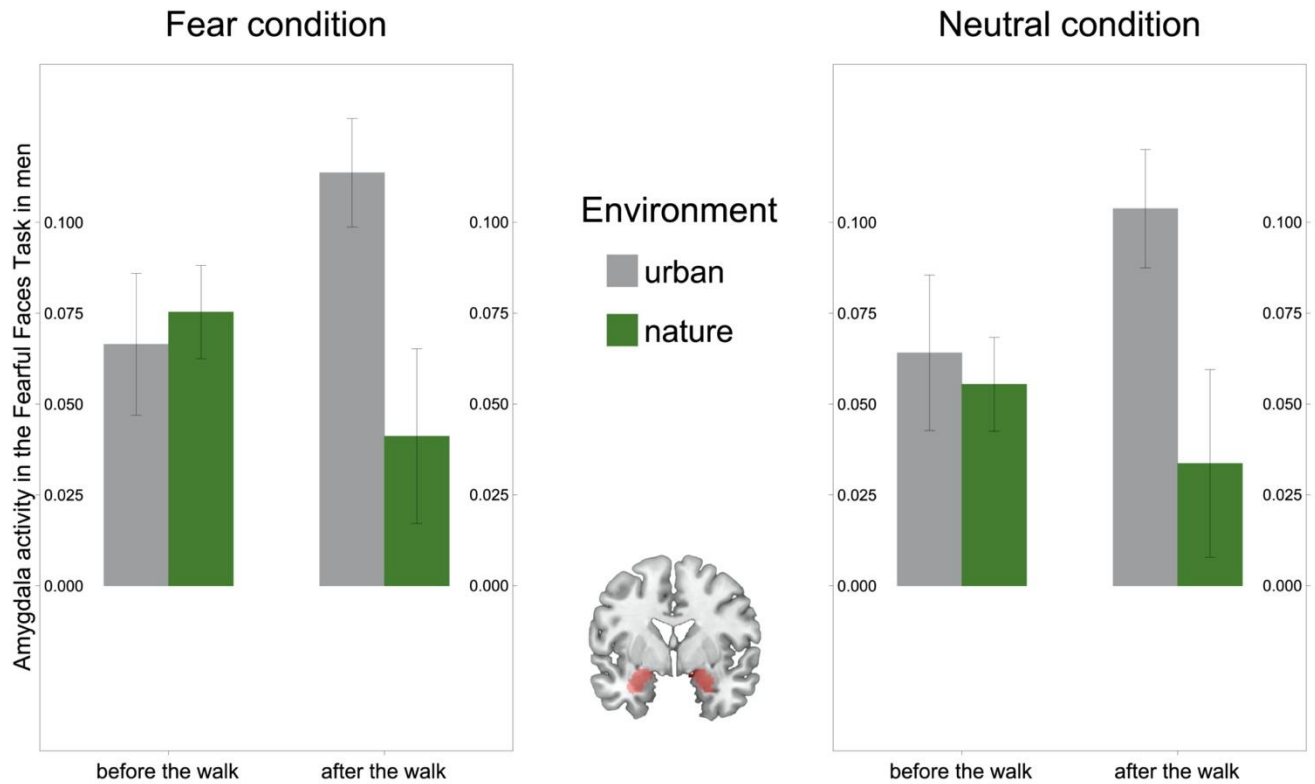 Fear condition
Neutral condition
Amygdala activity in the Fearful Faces Task in men
0.100
0.075
0.050
0.025
0.000
0.100
0.075
0.050
0.025
0.000
before the walk
after the walk
Environment
urban
nature
0.100
0.075
0.050
0.025
0.000
0.100
0.075
0.050
0.025
0.000
before the walk
after the walk